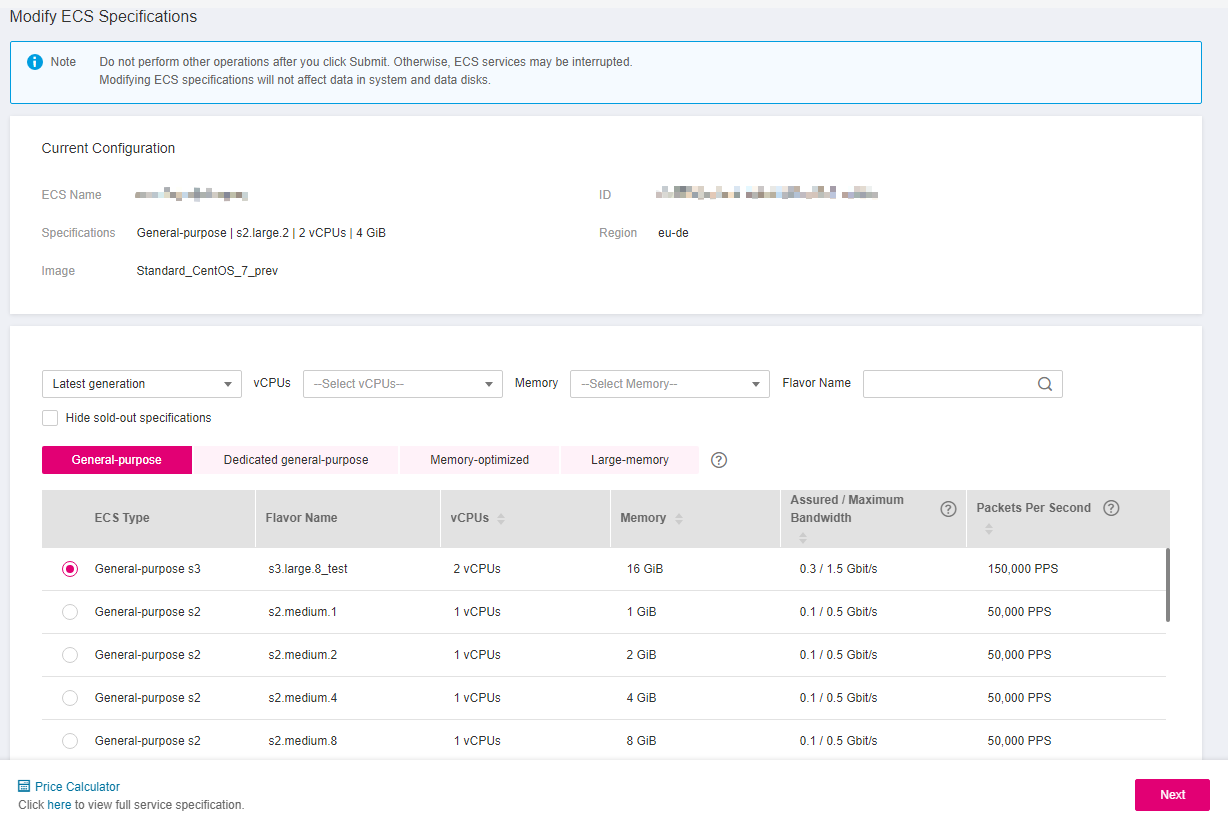 Modify ECS Specifications
Note Do not perform other operations after you click Submit. Otherwise, ECS services may be interrupted.
Modifying ECS specifications will not affect data in system and data disks.
Current Configuration
ECS Name ID
Specifications General-purpose | s2.large.2 | 2 vCPUs | 4 GiB Region eu-de
Image Standard_CentOS_7_prev
Latest generation vCPUs --Select vCPUs-- Memory --Select Memory-- Flavor Name
Hide sold-out specifications
General-purpose Dedicated general-purpose Memory-optimized Large-memory ?
ECS Type Flavor Name vCPUs Memory Assured / Maximum Bandwidth ? Packets Per Second ?
General-purpose s3 s3.large.8_test 2 vCPUs 16 GiB 0.3 / 1.5 Gbit/s 150,000 PPS
General-purpose s2 s2.medium.1 1 vCPUs 1 GiB 0.1 / 0.5 Gbit/s 50,000 PPS
General-purpose s2 s2.medium.2 1 vCPUs 2 GiB 0.1 / 0.5 Gbit/s 50,000 PPS
General-purpose s2 s2.medium.4 1 vCPUs 4 GiB 0.1 / 0.5 Gbit/s 50,000 PPS
General-purpose s2 s2.medium.8 1 vCPUs 8 GiB 0.1 / 0.5 Gbit/s 50,000 PPS
Price Calculator
Click here to view full service specification.
Next